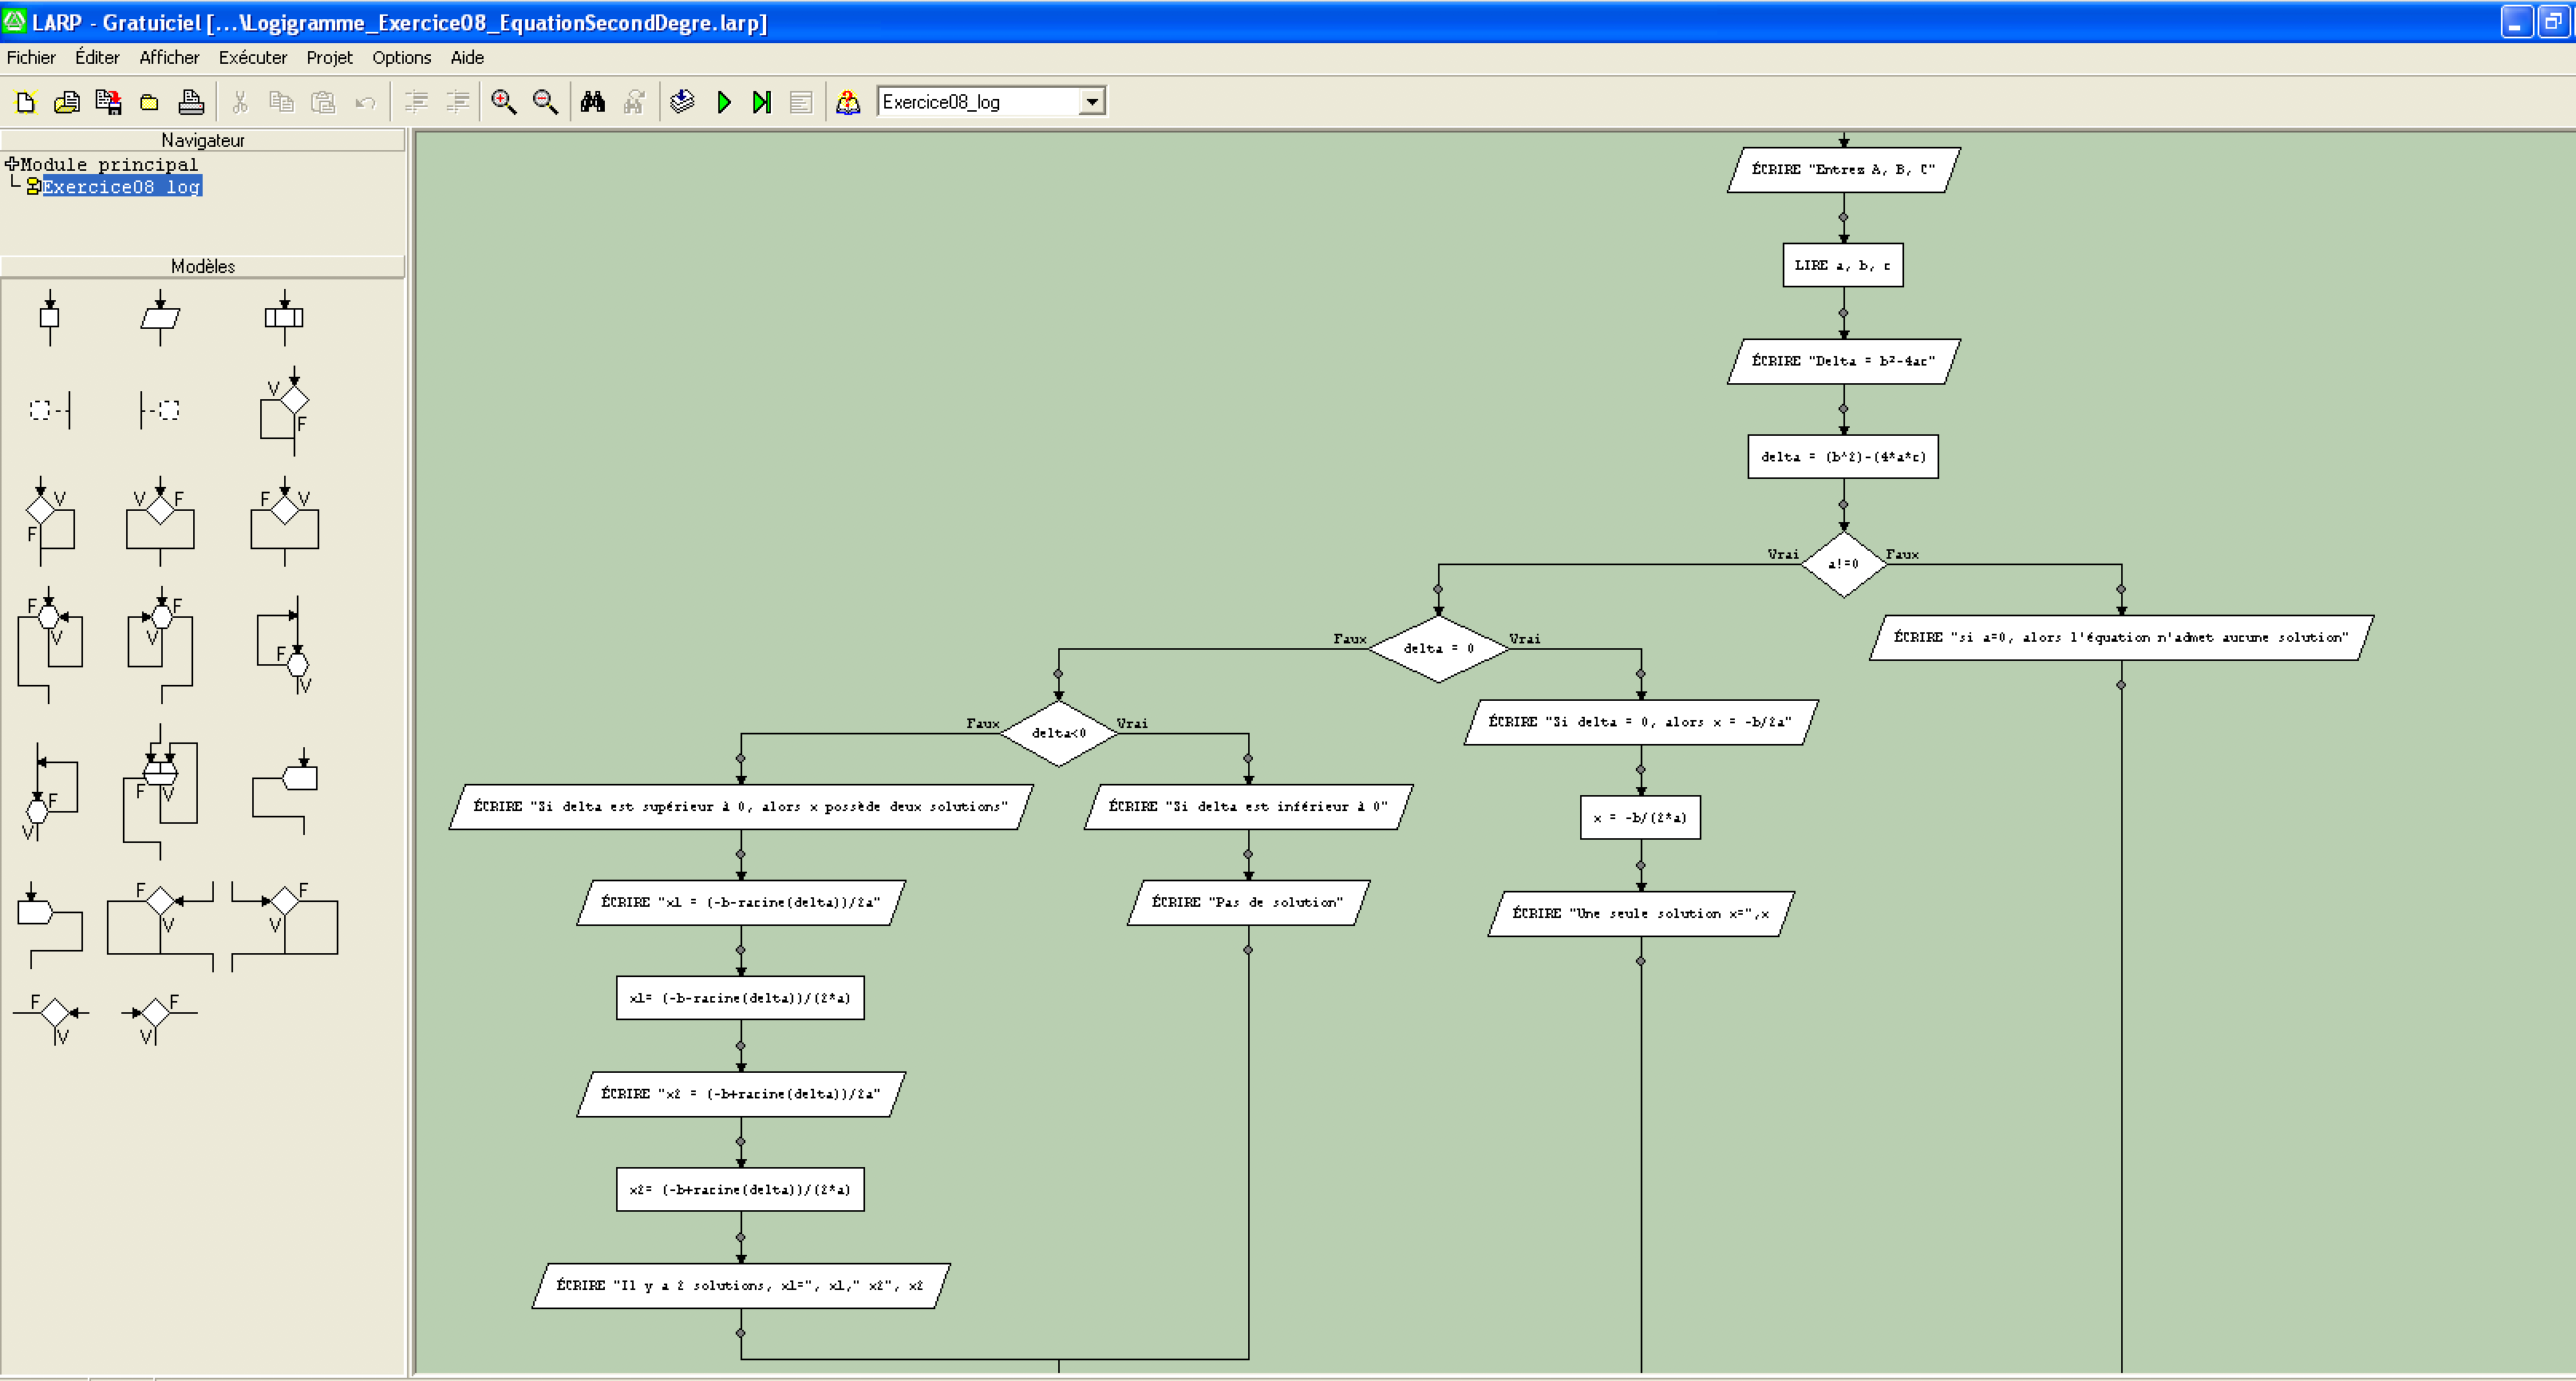 LARP - Gratuiciel [...\Logigramme_Exercice08_EquationSecondDegre.larp]
Fichier Éditer Afficher Exécuter Projet Options Aide
Exercice08_log
Navigateur
Module principal
Exercice08_log
Modèles
V
F
V
F
V F
F V
F
V
F
V
F
V
F
V
F
V
F
V
F
V
F
V
F
V
ÉCRIRE "Entrez A, B, C"
LIRE a, b, c
ÉCRIRE "Delta = b²-4ac"
delta = (b^2)-(4*a*c)
Vrai a!=0 Faux
Faux delta = 0 Vrai
ÉCRIRE "si a=0, alors l'équation n'admet aucune solution"
Faux delta<0 Vrai
ÉCRIRE "Si delta = 0, alors x = -b/2a"
ÉCRIRE "Si delta est supérieur à 0, alors x possède deux solutions"
ÉCRIRE "Si delta est inférieur à 0"
x = -b/(2*a)
ÉCRIRE "x1 = (-b-racine(delta))/2a"
ÉCRIRE "Pas de solution"
ÉCRIRE "Une seule solution x=",x
x1= (-b-racine(delta))/(2*a)
ÉCRIRE "x2 = (-b+racine(delta))/2a"
x2= (-b+racine(delta))/(2*a)
ÉCRIRE "Il y a 2 solutions, x1=", x1," x2", x2